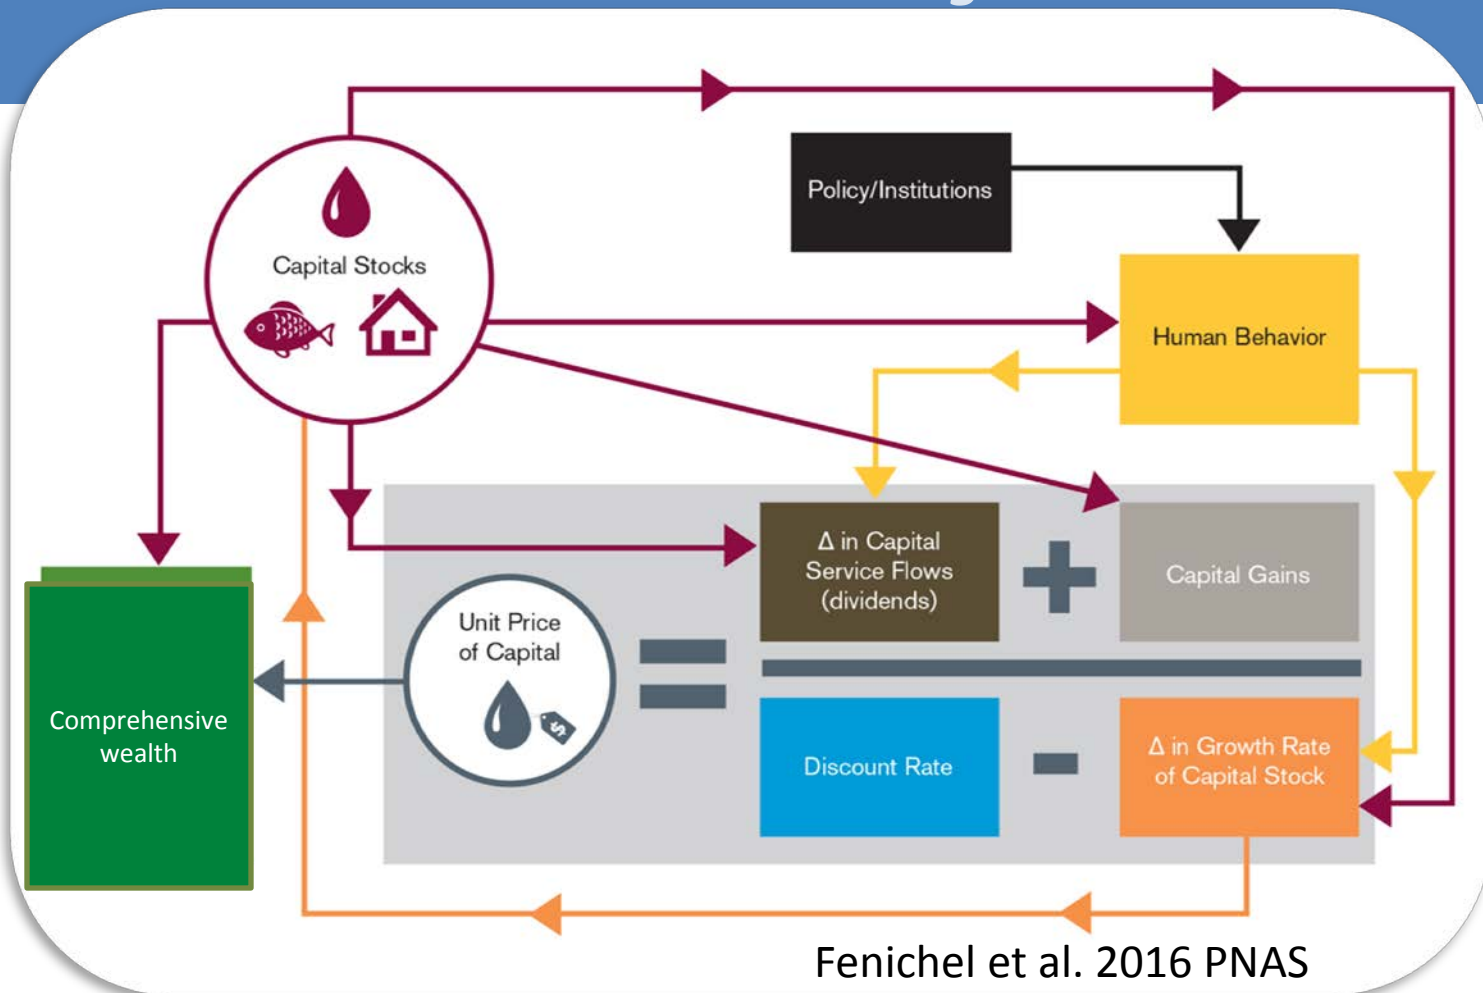 Capital Stocks
Policy/Institutions
Human Behavior
Δ in Capital
Service Flows
(dividends)
+
Capital Gains
Unit Price
of Capital
$
=
Comprehensive
wealth
Discount Rate
-
Δ in Growth Rate
of Capital Stock
Fenichel et al. 2016 PNAS